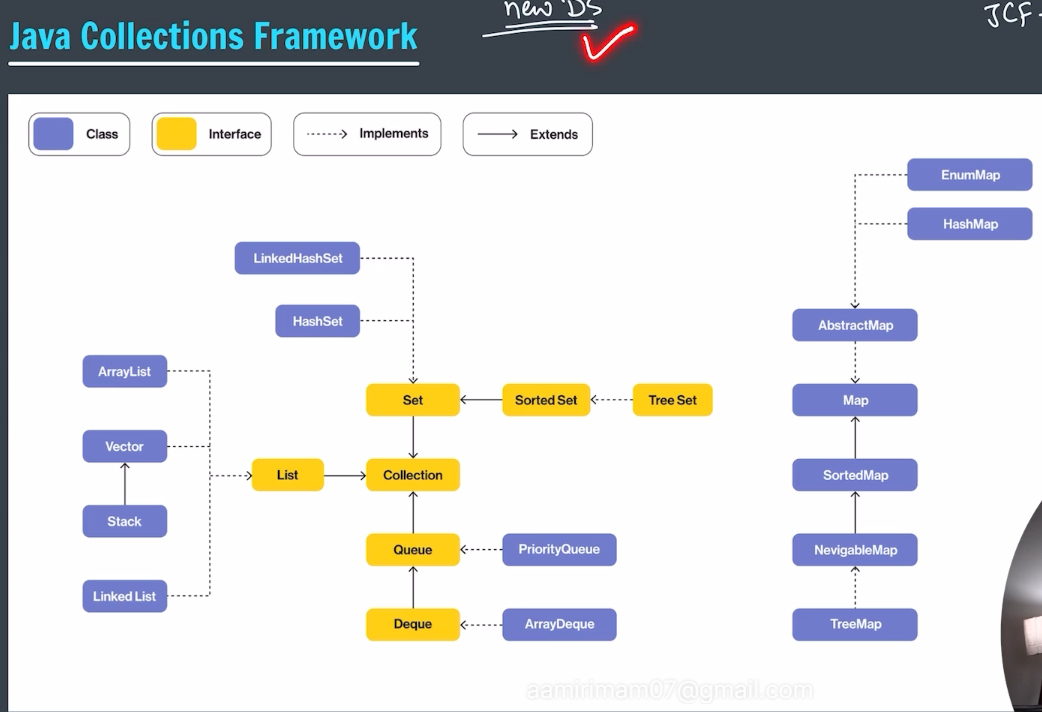 new DS
JCF
Java Collections Framework
Class
Interface
Implements
Extends
EnumMap
HashMap
LinkedHashSet
HashSet
AbstractMap
ArrayList
Set
Sorted Set
Tree Set
Map
Vector
List
Collection
SortedMap
Stack
Queue
PriorityQueue
NevigableMap
Linked List
Deque
ArrayDeque
TreeMap
aamirimam07@gmail.com